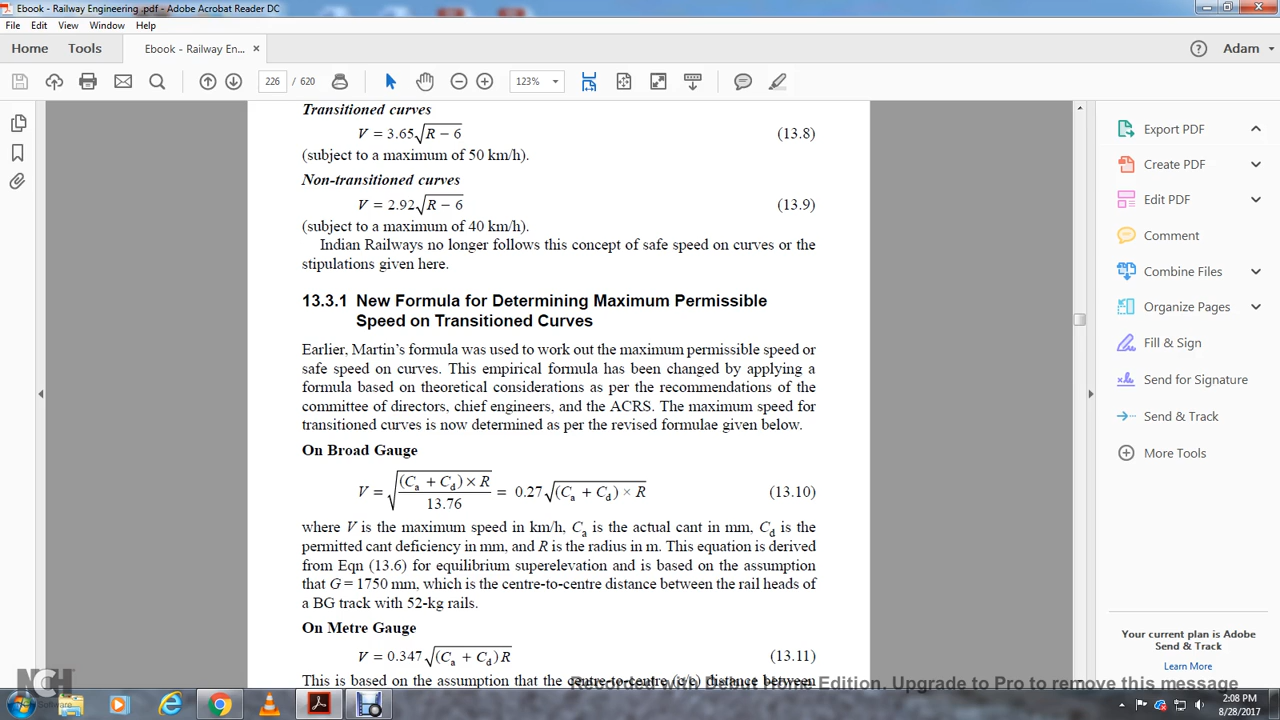 Ebook - Railway Engineering .pdf - Adobe Acrobat Reader DC
File Edit View Window Help
Home Tools Ebook - Railway En... × Adam
226 / 620 123%
Transitioned curves
V = 3.65√R − 6 (13.8)
(subject to a maximum of 50 km/h).
Non-transitioned curves
V = 2.92√R − 6 (13.9)
(subject to a maximum of 40 km/h).
Indian Railways no longer follows this concept of safe speed on curves or the
stipulations given here.
13.3.1 New Formula for Determining Maximum Permissible
Speed on Transitioned Curves
Earlier, Martin's formula was used to work out the maximum permissible speed or
safe speed on curves. This empirical formula has been changed by applying a
formula based on theoretical considerations as per the recommendations of the
committee of directors, chief engineers, and the ACRS. The maximum speed for
transitioned curves is now determined as per the revised formulae given below.
On Broad Gauge
V = √((Ca + Cd) × R / 13.76) = 0.27√(Ca + Cd) × R (13.10)
where V is the maximum speed in km/h, Ca is the actual cant in mm, Cd is the
permitted cant deficiency in mm, and R is the radius in m. This equation is derived
from Eqn (13.6) for equilibrium superelevation and is based on the assumption
that G = 1750 mm, which is the centre-to-centre distance between the rail heads of
a BG track with 52-kg rails.
On Metre Gauge
V = 0.347√(Ca + Cd) R (13.11)
This is based on the assumption that the centre-to-centre (c/c) distance between
Export PDF
Create PDF
Edit PDF
Comment
Combine Files
Organize Pages
Fill & Sign
Send for Signature
Send & Track
More Tools
Your current plan is Adobe
Send & Track
Learn More
Recorded with Debut Home Edition. Upgrade to Pro to remove this message
NCH
Software
2:08 PM
8/28/2017